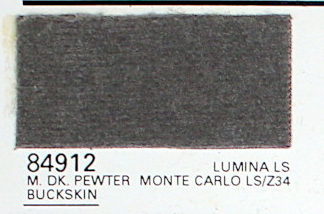 84912 LUMINA LS
M. DK. PEWTER MONTE CARLO LS/Z34
BUCKSKIN